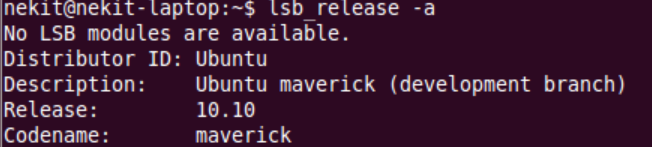 nekit@nekit-laptop:~$ lsb_release -a
No LSB modules are available.
Distributor ID: Ubuntu
Description:    Ubuntu maverick (development branch)
Release:        10.10
Codename:       maverick